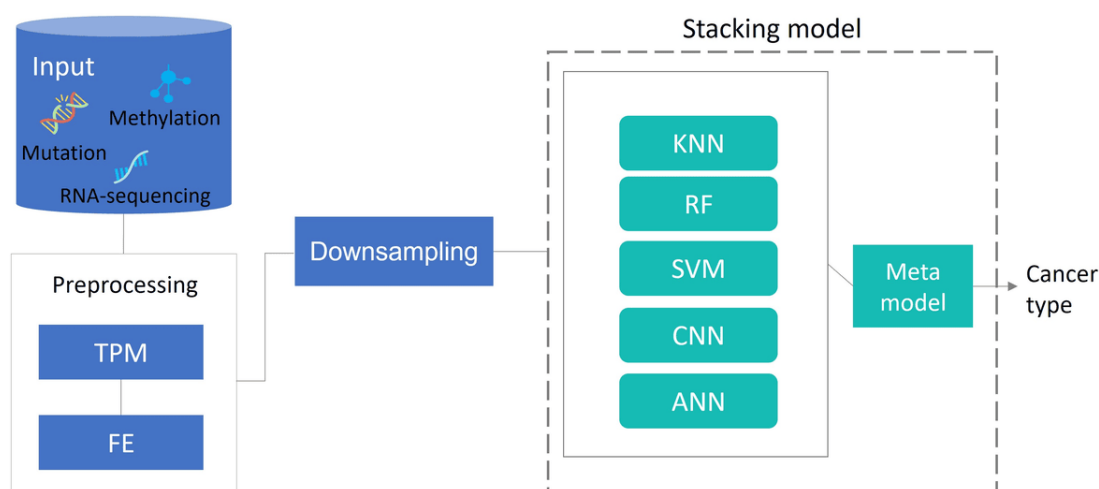 Stacking model
Input
Methylation
Mutation
RNA-sequencing
Preprocessing
TPM
FE
Downsampling
KNN
RF
SVM
CNN
ANN
Meta
model
Cancer
type